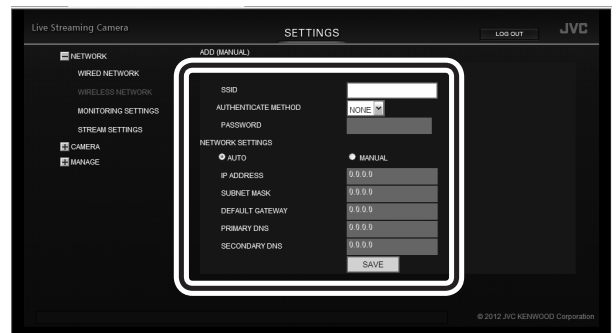 Live Streaming Camera
SETTINGS
LOG OUT
JVC
NETWORK
WIRED NETWORK
WIRELESS NETWORK
MONITORING SETTINGS
STREAM SETTINGS
CAMERA
MANAGE
ADD (MANUAL)
SSID
AUTHENTICATE METHOD NONE
PASSWORD
NETWORK SETTINGS
AUTO MANUAL
IP ADDRESS 0.0.0.0
SUBNET MASK 0.0.0.0
DEFAULT GATEWAY 0.0.0.0
PRIMARY DNS 0.0.0.0
SECONDARY DNS 0.0.0.0
SAVE
© 2012 JVC KENWOOD Corporation